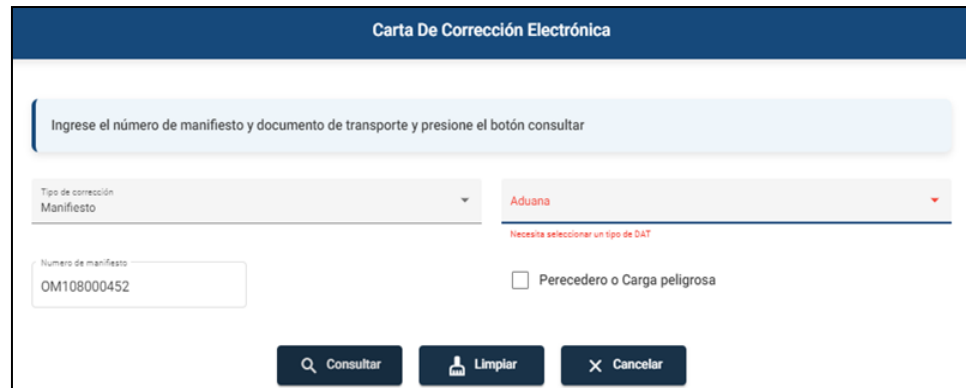 Carta De Corrección Electrónica
Ingrese el número de manifiesto y documento de transporte y presione el botón consultar
Tipo de corrección
Manifiesto
Aduana
Necesita seleccionar un tipo de DAT
Numero de manifiesto
OM108000452
Perecedero o Carga peligrosa
Consultar
Limpiar
Cancelar